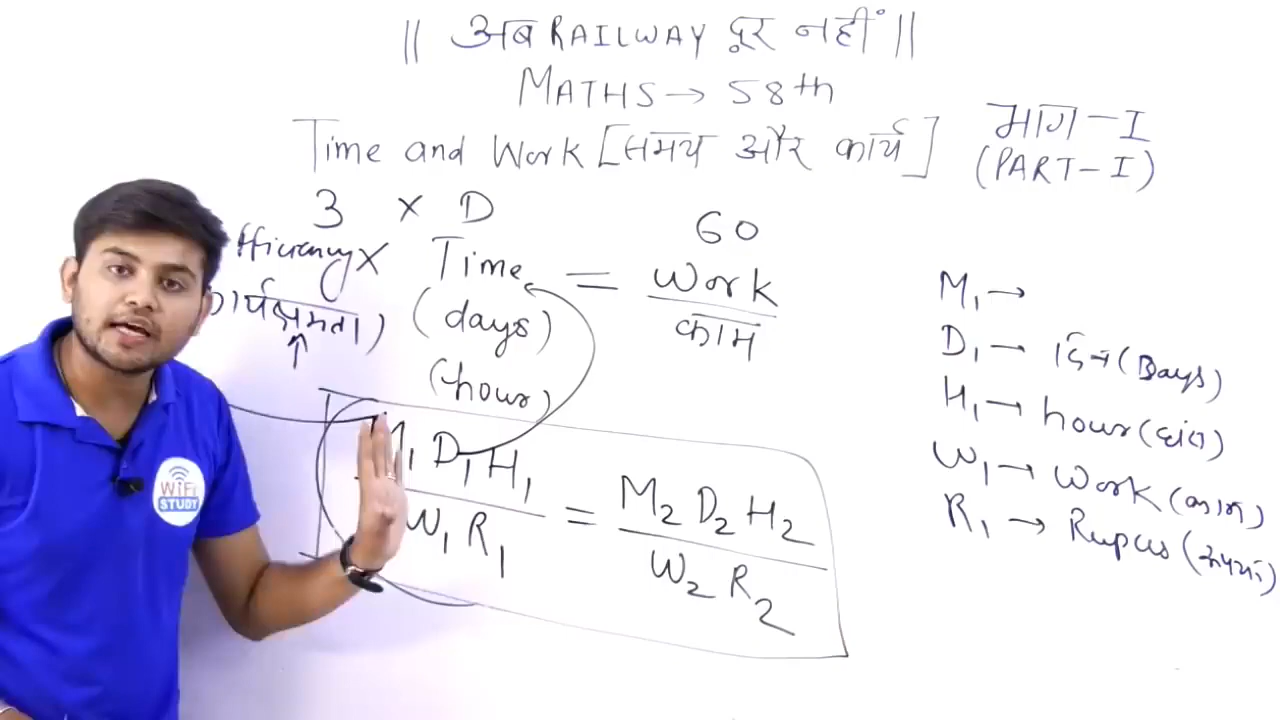 || अब RAILWAY दूर नहीं ||
MATHS → 58th
Time and Work [समय और कार्य]
भाग - I
(PART - I)
3 × D
60
fficiency × Time = Work
ार्यक्षमता) (days) काम
(hour)
M₁ D₁ H₁ / W₁ R₁ = M₂ D₂ H₂ / W₂ R₂
M₁ →
D₁ → दिन (Days)
H₁ → hour (घंटा)
W₁ → Work (काम)
R₁ → Rupees
WiFi
STUDY